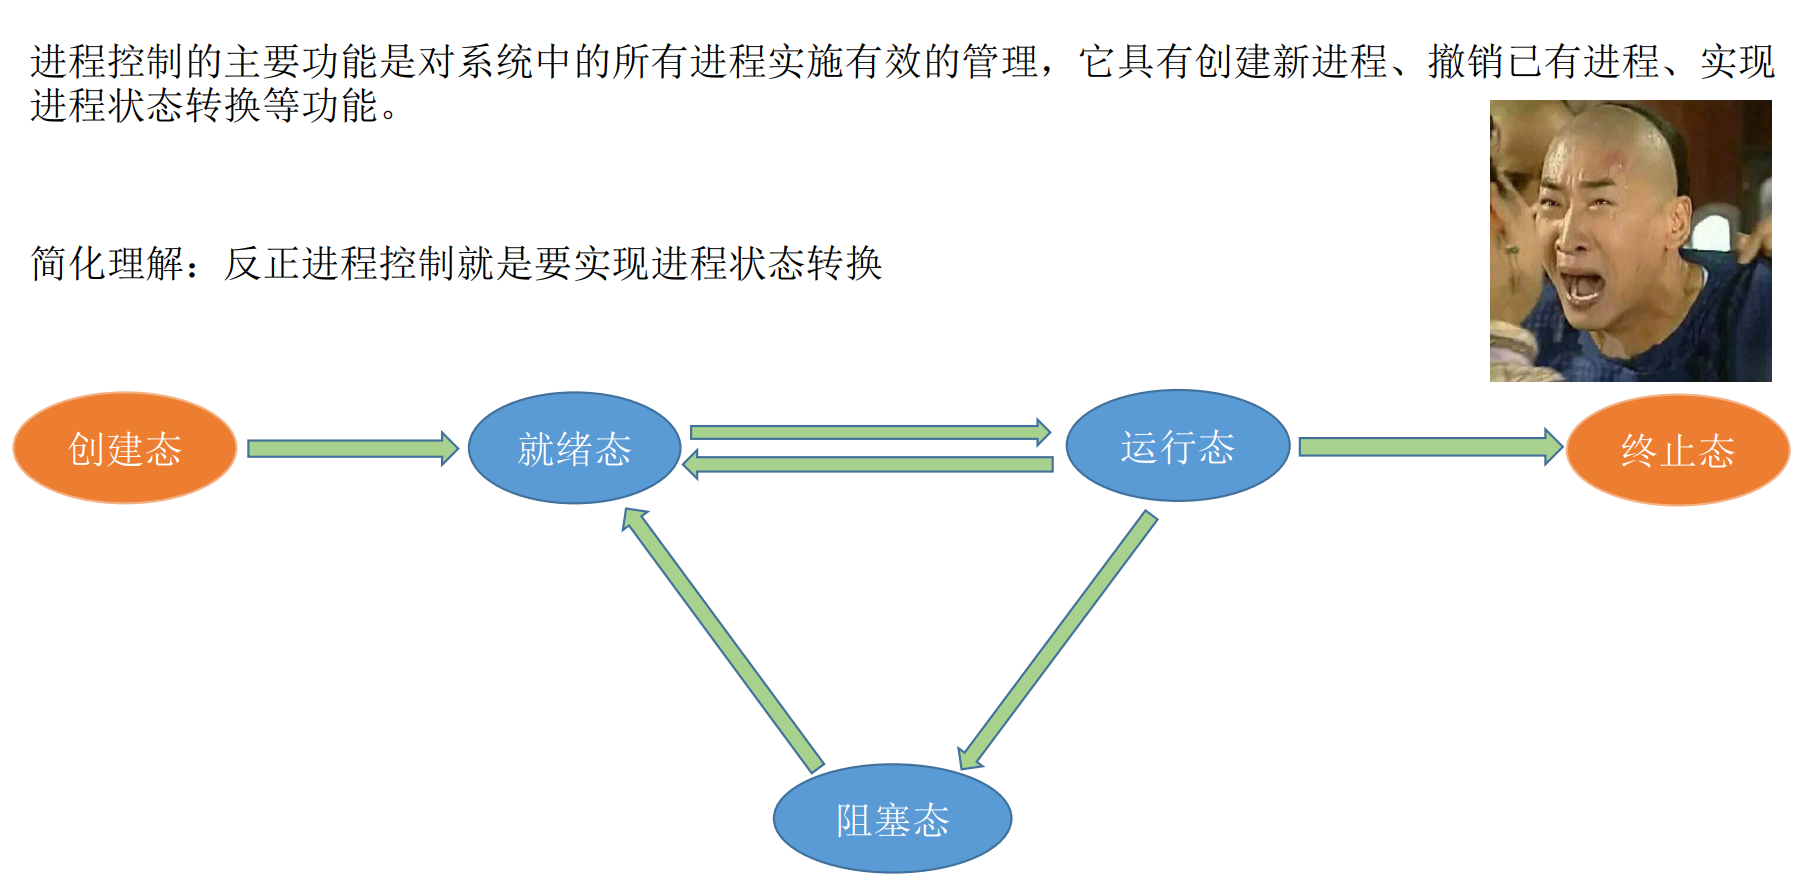 进程控制的主要功能是对系统中的所有进程实施有效的管理，它具有创建新进程、撤销已有进程、实现
进程状态转换等功能。
简化理解：反正进程控制就是要实现进程状态转换
创建态
就绪态
运行态
终止态
阻塞态